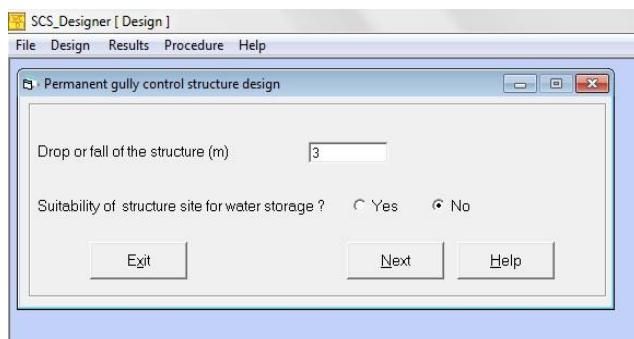 SCS_Designer [ Design ]
File Design Results Procedure Help
Permanent gully control structure design
Drop or fall of the structure (m) 3
Suitability of structure site for water storage ? Yes No
Exit Next Help